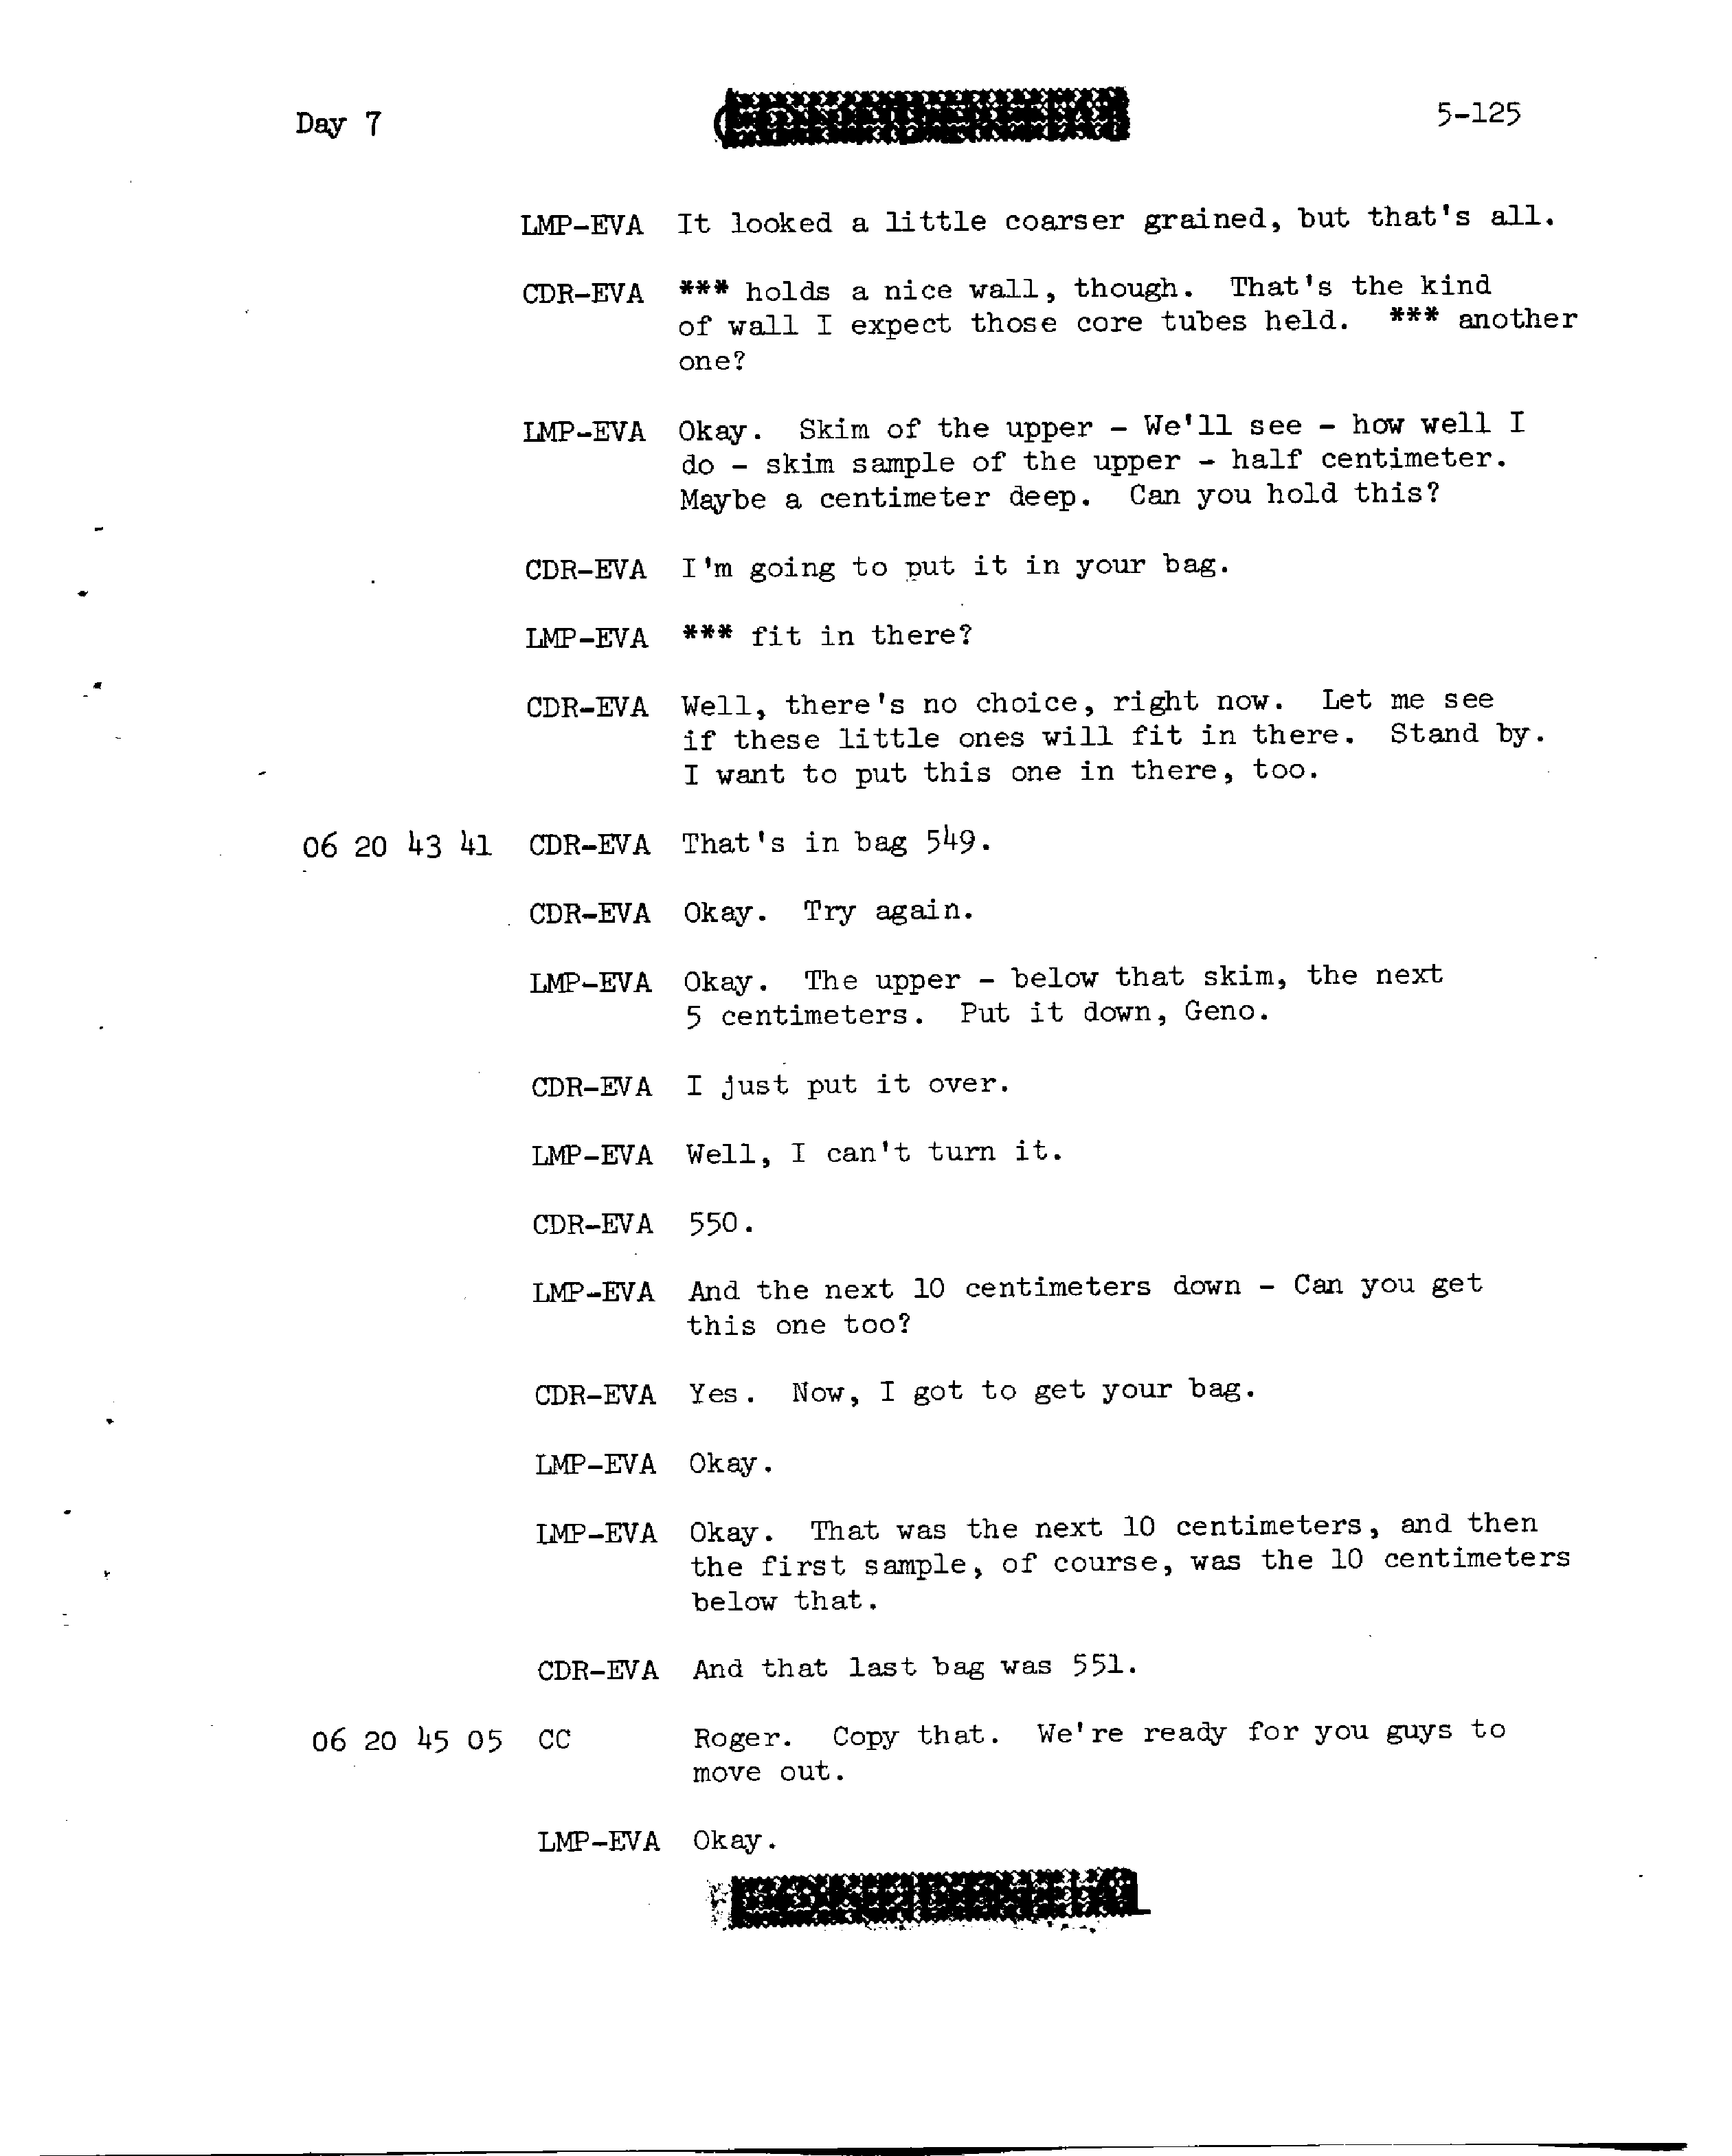 Day 7
5-125
LMP-EVA It looked a little coarser grained, but that's all.
CDR-EVA *** holds a nice wall, though. That's the kind
of wall I expect those core tubes held. *** another
one?
LMP-EVA Okay. Skim of the upper - We'll see - how well I
do - skim sample of the upper - half centimeter.
Maybe a centimeter deep. Can you hold this?
CDR-EVA I'm going to put it in your bag.
LMP-EVA *** fit in there?
CDR-EVA Well, there's no choice, right now. Let me see
if these little ones will fit in there. Stand by.
I want to put this one in there, too.
06 20 43 41 CDR-EVA That's in bag 549.
CDR-EVA Okay. Try again.
LMP-EVA Okay. The upper - below that skim, the next
5 centimeters. Put it down, Geno.
CDR-EVA I just put it over.
LMP-EVA Well, I can't turn it.
CDR-EVA 550.
LMP-EVA And the next 10 centimeters down - Can you get
this one too?
CDR-EVA Yes. Now, I got to get your bag.
LMP-EVA Okay.
LMP-EVA Okay. That was the next 10 centimeters, and then
the first sample, of course, was the 10 centimeters
below that.
CDR-EVA And that last bag was 551.
06 20 45 05 CC Roger. Copy that. We're ready for you guys to
move out.
LMP-EVA Okay.